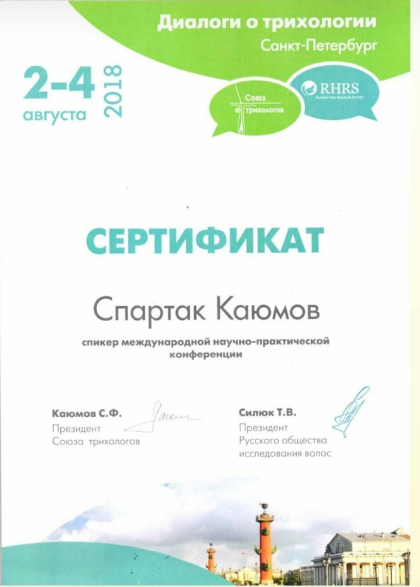 Диалоги о трихологии
Санкт-Петербург
2-4
августа
2018
Союз
трихологов
RHRS
СЕРТИФИКАТ
Спартак Каюмов
спикер международной научно-практической
конференции
Каюмов С.Ф.
Президент
Союза трихологов
Силюк Т.В.
Президент
Русского общества
исследования волос